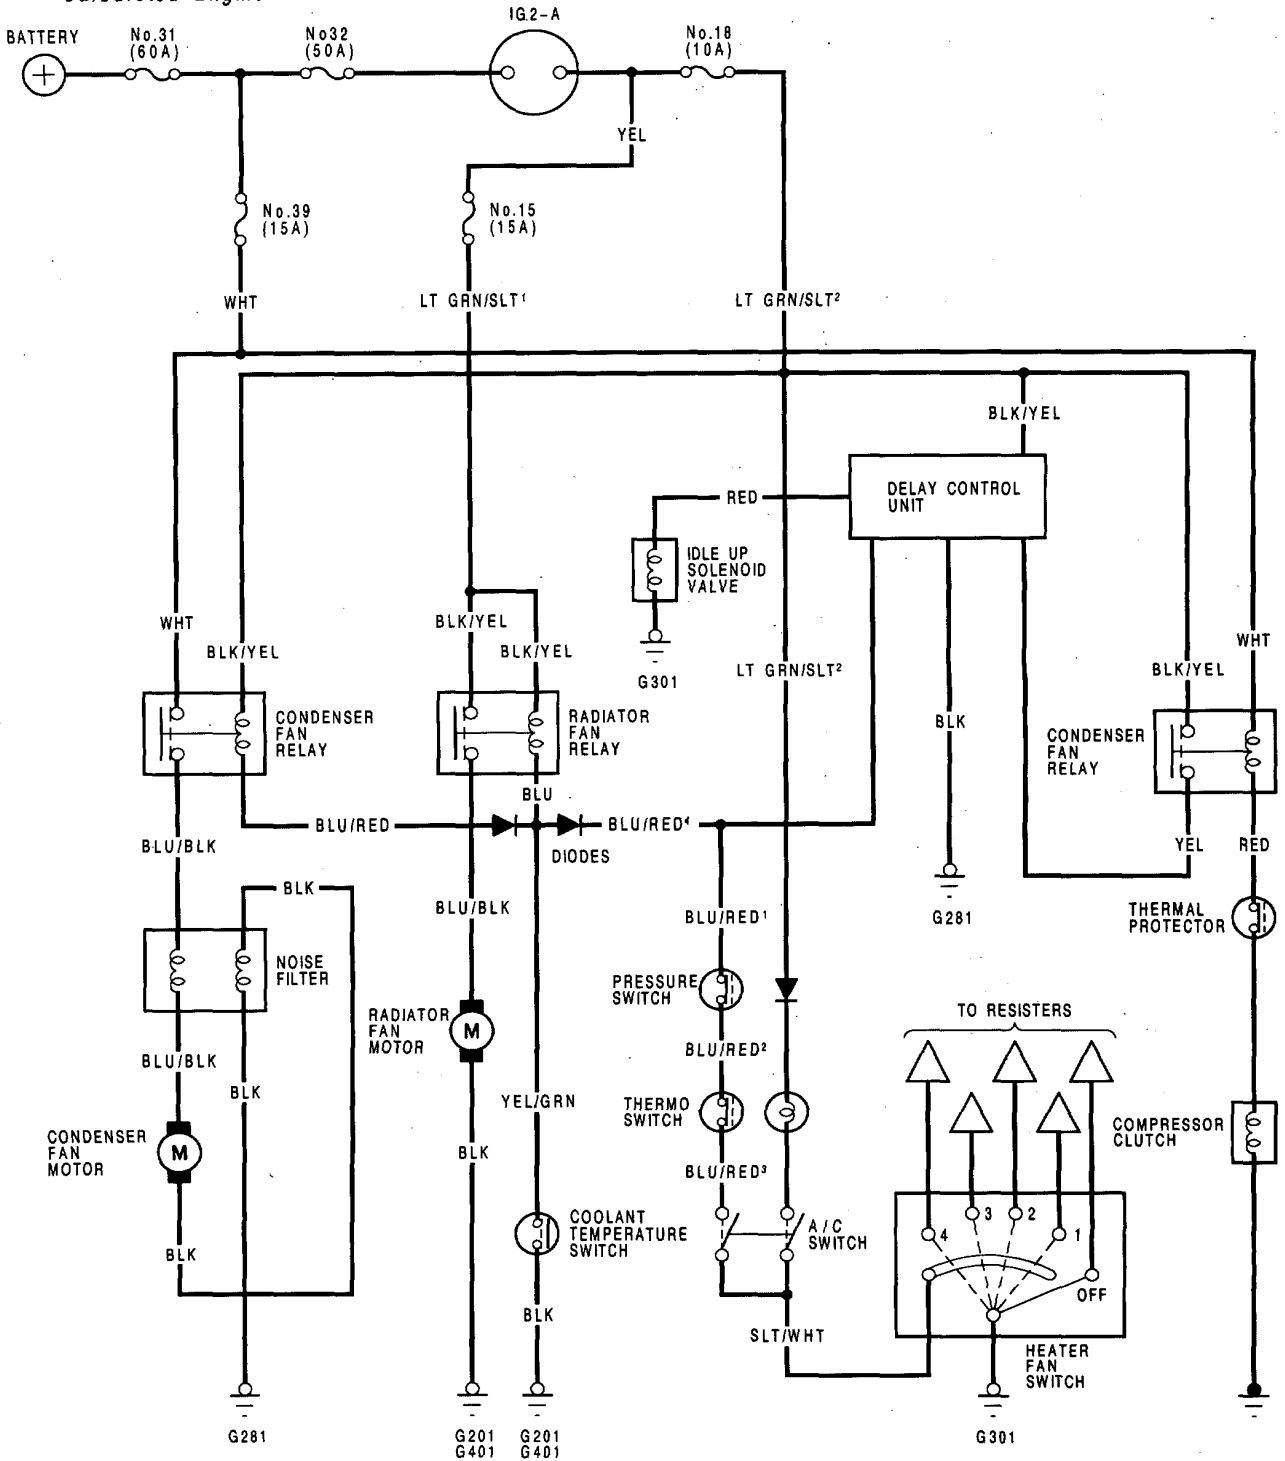 IG.2-A
BATTERY
No.31
(60A)
No32
(50A)
No.18
(10A)
YEL
No.39
(15A)
No.15
(15A)
WHT
LT GRN/SLT¹
LT GRN/SLT²
BLK/YEL
RED
DELAY CONTROL
UNIT
IDLE UP
SOLENOID
VALVE
WHT
BLK/YEL
BLK/YEL
BLK/YEL
G301
LT GRN/SLT²
WHT
BLK/YEL
CONDENSER
FAN
RELAY
RADIATOR
FAN
RELAY
BLK
CONDENSER
FAN
RELAY
BLU
BLU/RED
DIODES
BLU/RED⁴
BLU/BLK
YEL
RED
BLK
BLU/BLK
BLU/RED¹
G281
THERMAL
PROTECTOR
NOISE
FILTER
PRESSURE
SWITCH
RADIATOR
FAN
MOTOR
M
TO RESISTERS
BLU/BLK
BLK
BLU/RED²
YEL/GRN
THERMO
SWITCH
COMPRESSOR
CLUTCH
CONDENSER
FAN
MOTOR
M
BLK
BLU/RED³
COOLANT
TEMPERATURE
SWITCH
A/C
SWITCH
4
3
2
1
OFF
BLK
BLK
SLT/WHT
HEATER
FAN
SWITCH
G281
G201
G401
G201
G401
G301